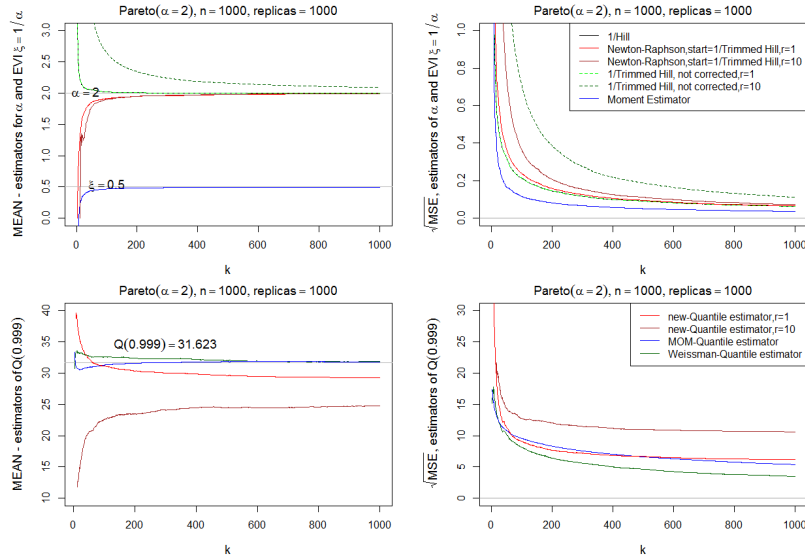 Pareto(α = 2), n = 1000, replicas = 1000
MEAN - estimators for α and EVI ξ = 1/α
3.0
2.5
2.0
1.5
1.0
0.5
0.0
α = 2
ξ = 0.5
0 200 400 600 800 1000
k
Pareto(α = 2), n = 1000, replicas = 1000
√MSE, estimators of α and EVI ξ = 1/α
1.0
0.8
0.6
0.4
0.2
0.0
1/Hill
Newton-Raphson,start=1/Trimmed Hill,r=1
Newton-Raphson,start=1/Trimmed Hill,r=10
1/Trimmed Hill, not corrected,r=1
1/Trimmed Hill, not corrected,r=10
Moment Estimator
0 200 400 600 800 1000
k
Pareto(α = 2), n = 1000, replicas = 1000
MEAN - estimators of Q(0.999)
40
35
30
25
20
15
10
Q(0.999) = 31.623
0 200 400 600 800 1000
k
Pareto(α = 2), n = 1000, replicas = 1000
√MSE, estimators of Q(0.999)
30
25
20
15
10
5
0
new-Quantile estimator,r=1
new-Quantile estimator,r=10
MOM-Quantile estimator
Weissman-Quantile estimator
0 200 400 600 800 1000
k